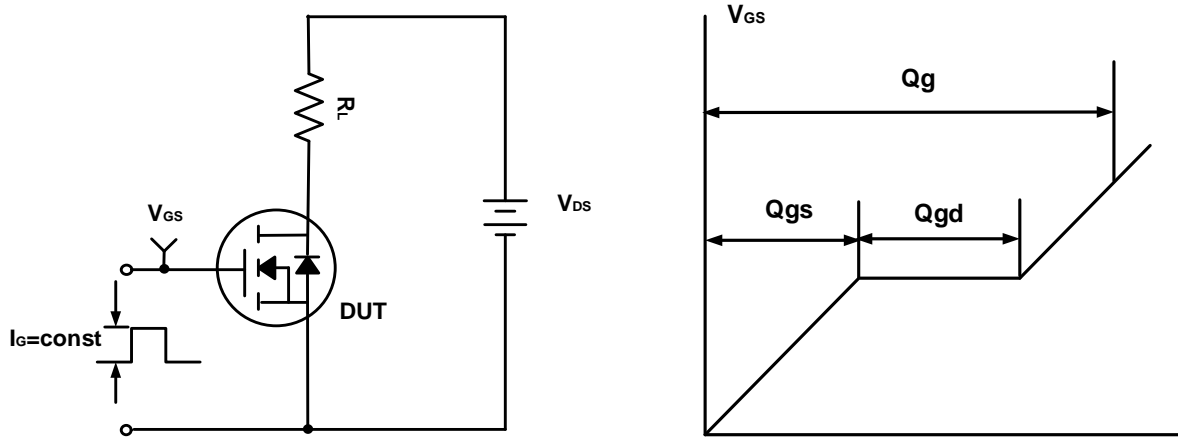 RL
VGS
VDS
DUT
IG=const
VGS
Qg
Qgs
Qgd